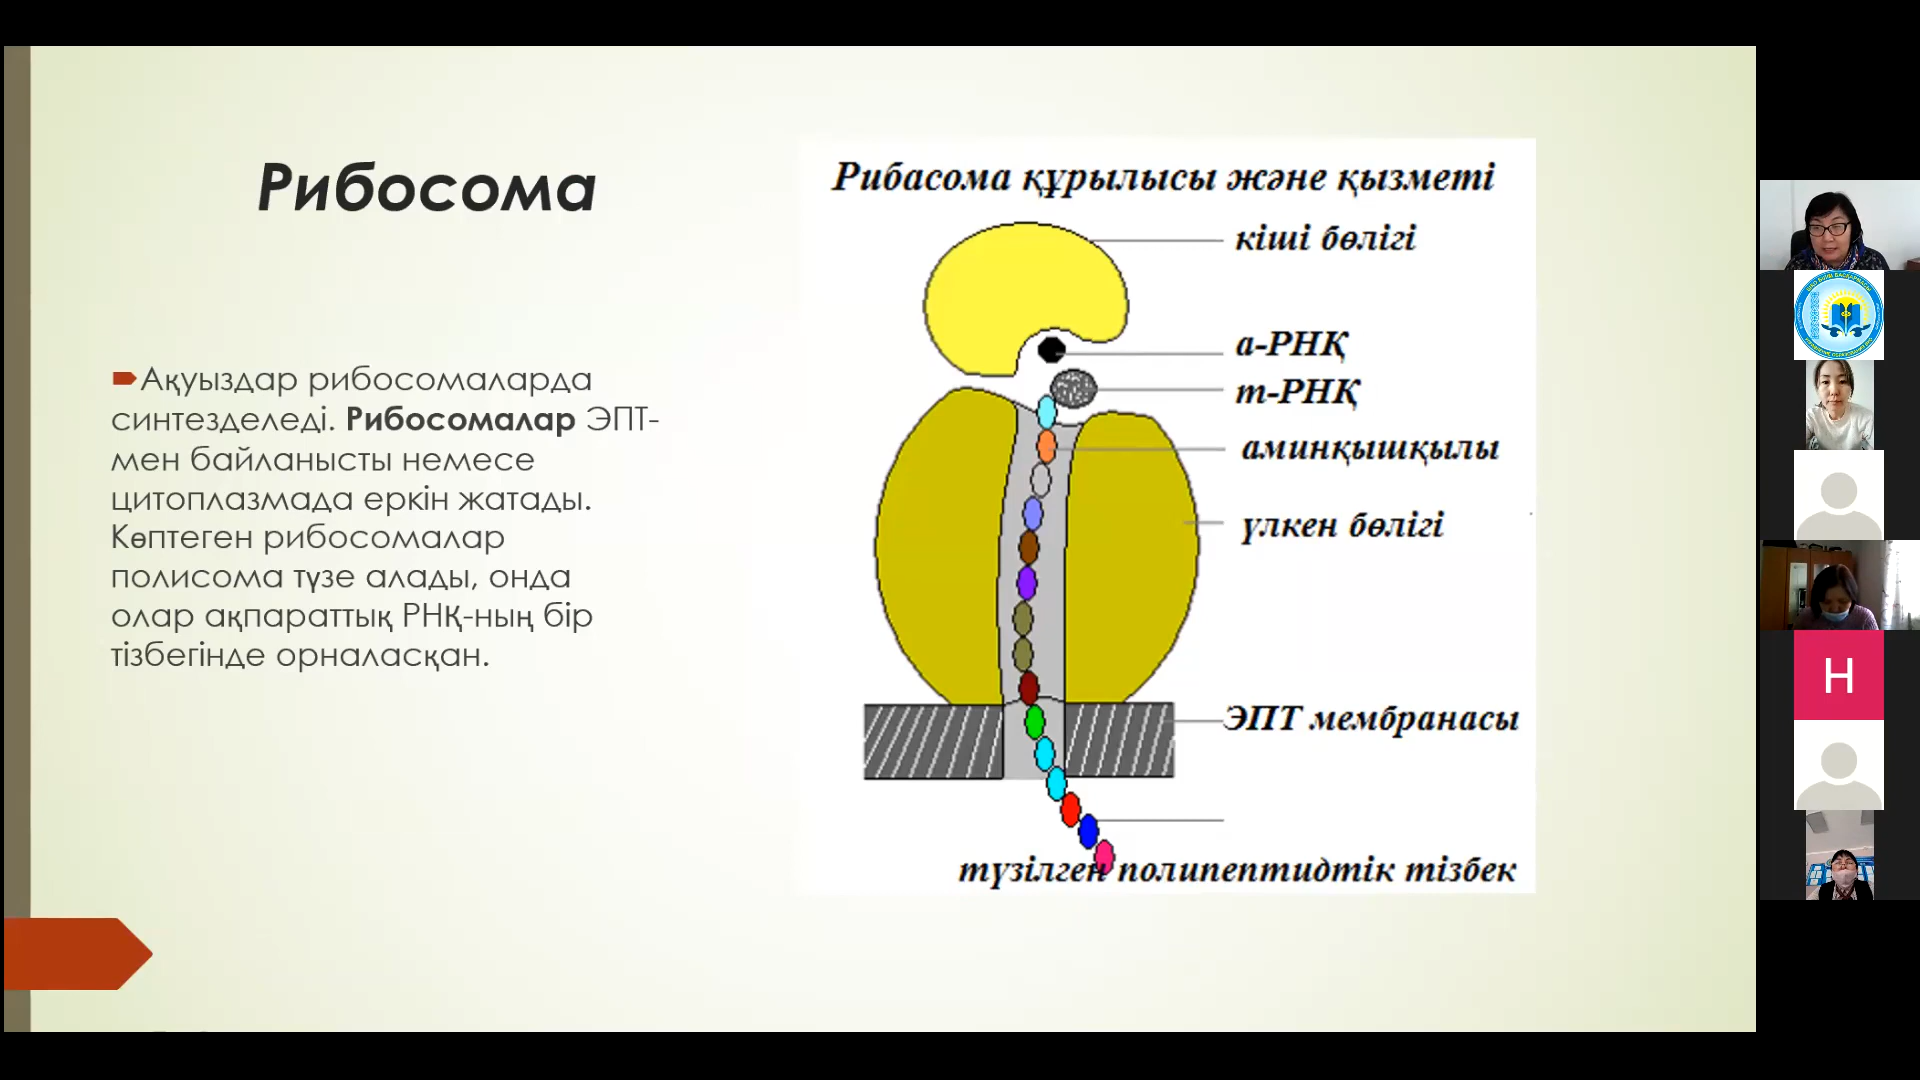 Рибосома
Ақуыздар рибосомаларда
синтезделеді. Рибосомалар ЭПТ-
мен байланысты немесе
цитоплазмада еркін жатады.
Көптеген рибосомалар
полисома түзе алады, онда
олар ақпараттық РНҚ-ның бір
тізбегінде орналасқан.
Рибасома құрылысы және қызметі
кіші бөлігі
а-РНҚ
т-РНҚ
аминқышқылы
үлкен бөлігі
ЭПТ мембранасы
түзілген полипептидтік тізбек
H